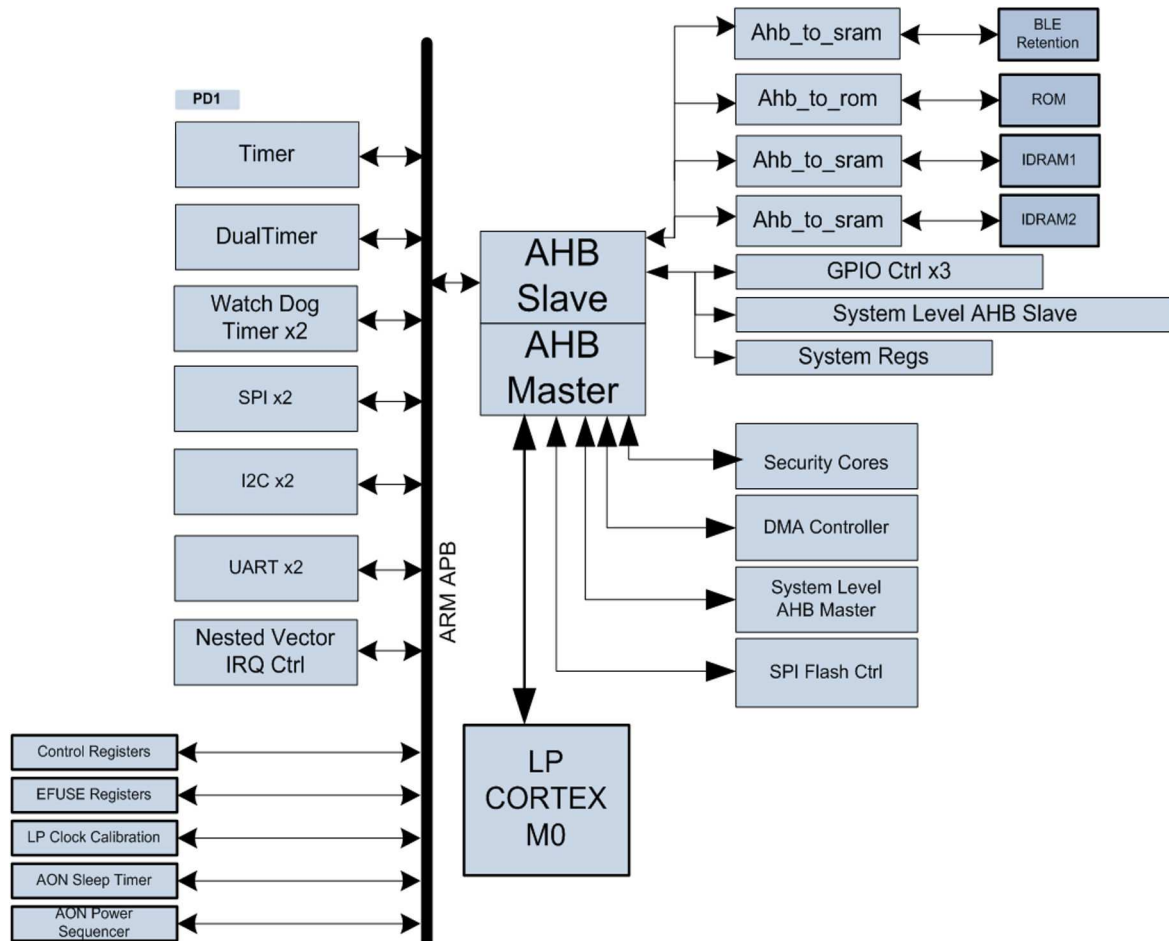 PD1
Timer
DualTimer
Watch Dog
Timer x2
SPI x2
I2C x2
UART x2
Nested Vector
IRQ Ctrl
Control Registers
EFUSE Registers
LP Clock Calibration
AON Sleep Timer
AON Power
Sequencer
ARM APB
AHB
Slave
AHB
Master
LP
CORTEX
M0
Ahb_to_sram
BLE
Retention
Ahb_to_rom
ROM
Ahb_to_sram
IDRAM1
Ahb_to_sram
IDRAM2
GPIO Ctrl x3
System Level AHB Slave
System Regs
Security Cores
DMA Controller
System Level
AHB Master
SPI Flash Ctrl